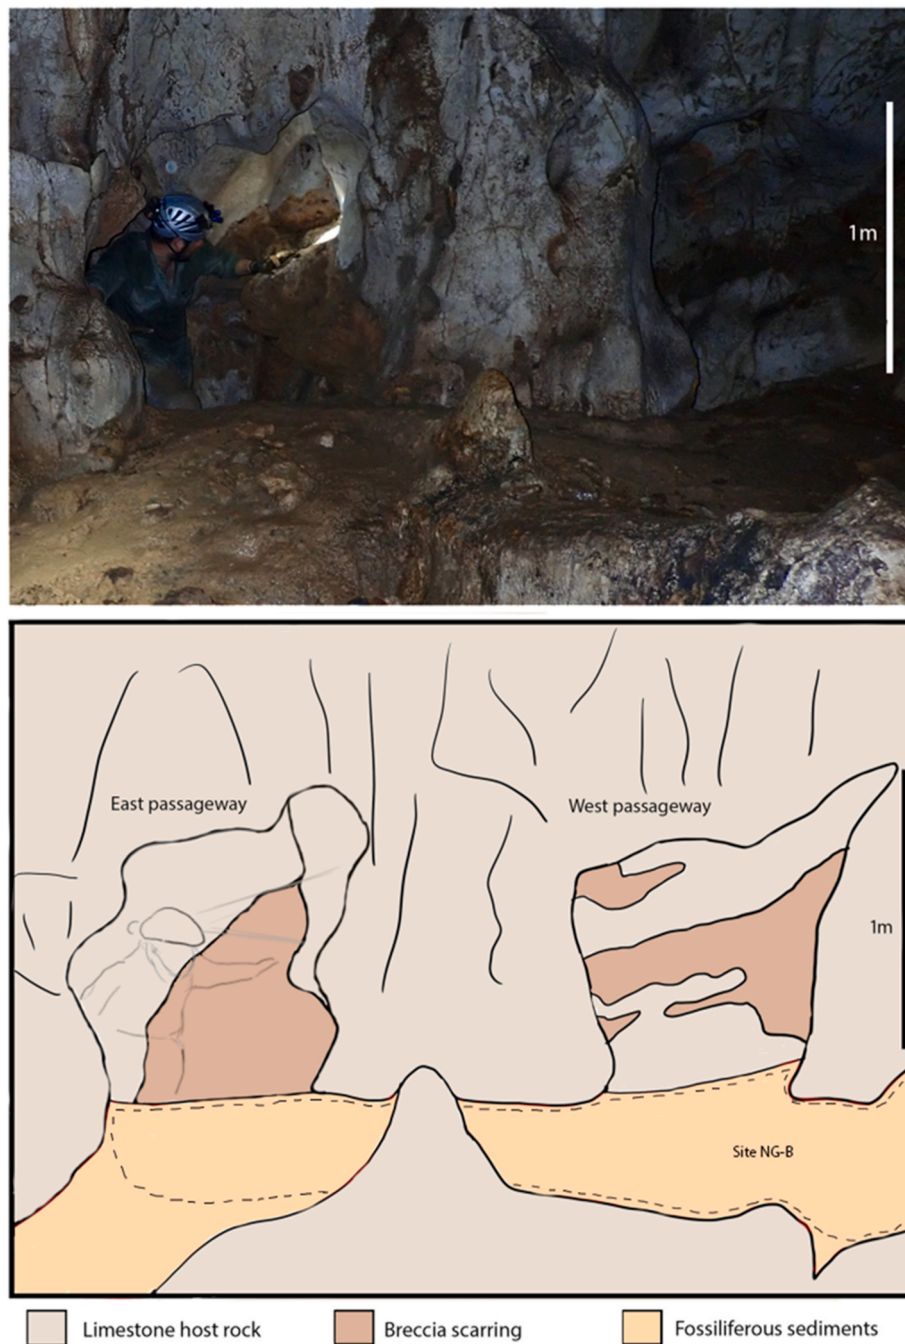 1m
East passageway
West passageway
1m
Site NG-B
Limestone host rock
Breccia scarring
Fossiliferous sediments